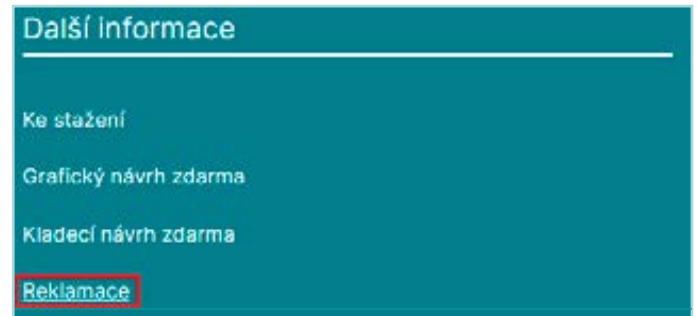 Další informace
Ke stažení
Grafický návrh zdarma
Kladecí návrh zdarma
Reklamace